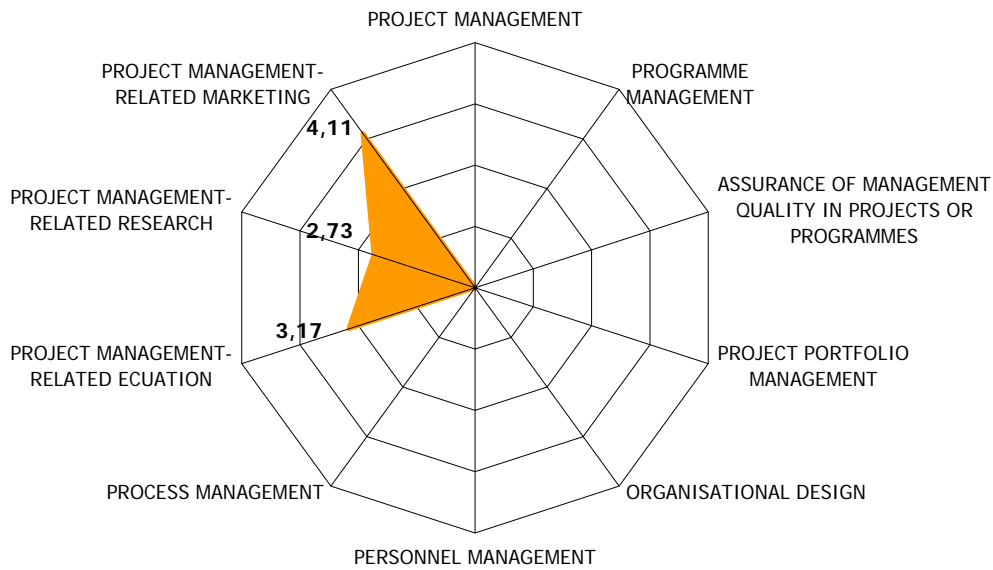 PROJECT MANAGEMENT
PROJECT MANAGEMENT-
RELATED MARKETING
PROGRAMME
MANAGEMENT
4,11
PROJECT MANAGEMENT-
RELATED RESEARCH
ASSURANCE OF MANAGEMENT
QUALITY IN PROJECTS OR
PROGRAMMES
2,73
3,17
PROJECT MANAGEMENT-
RELATED ECUATION
PROJECT PORTFOLIO
MANAGEMENT
PROCESS MANAGEMENT
ORGANISATIONAL DESIGN
PERSONNEL MANAGEMENT